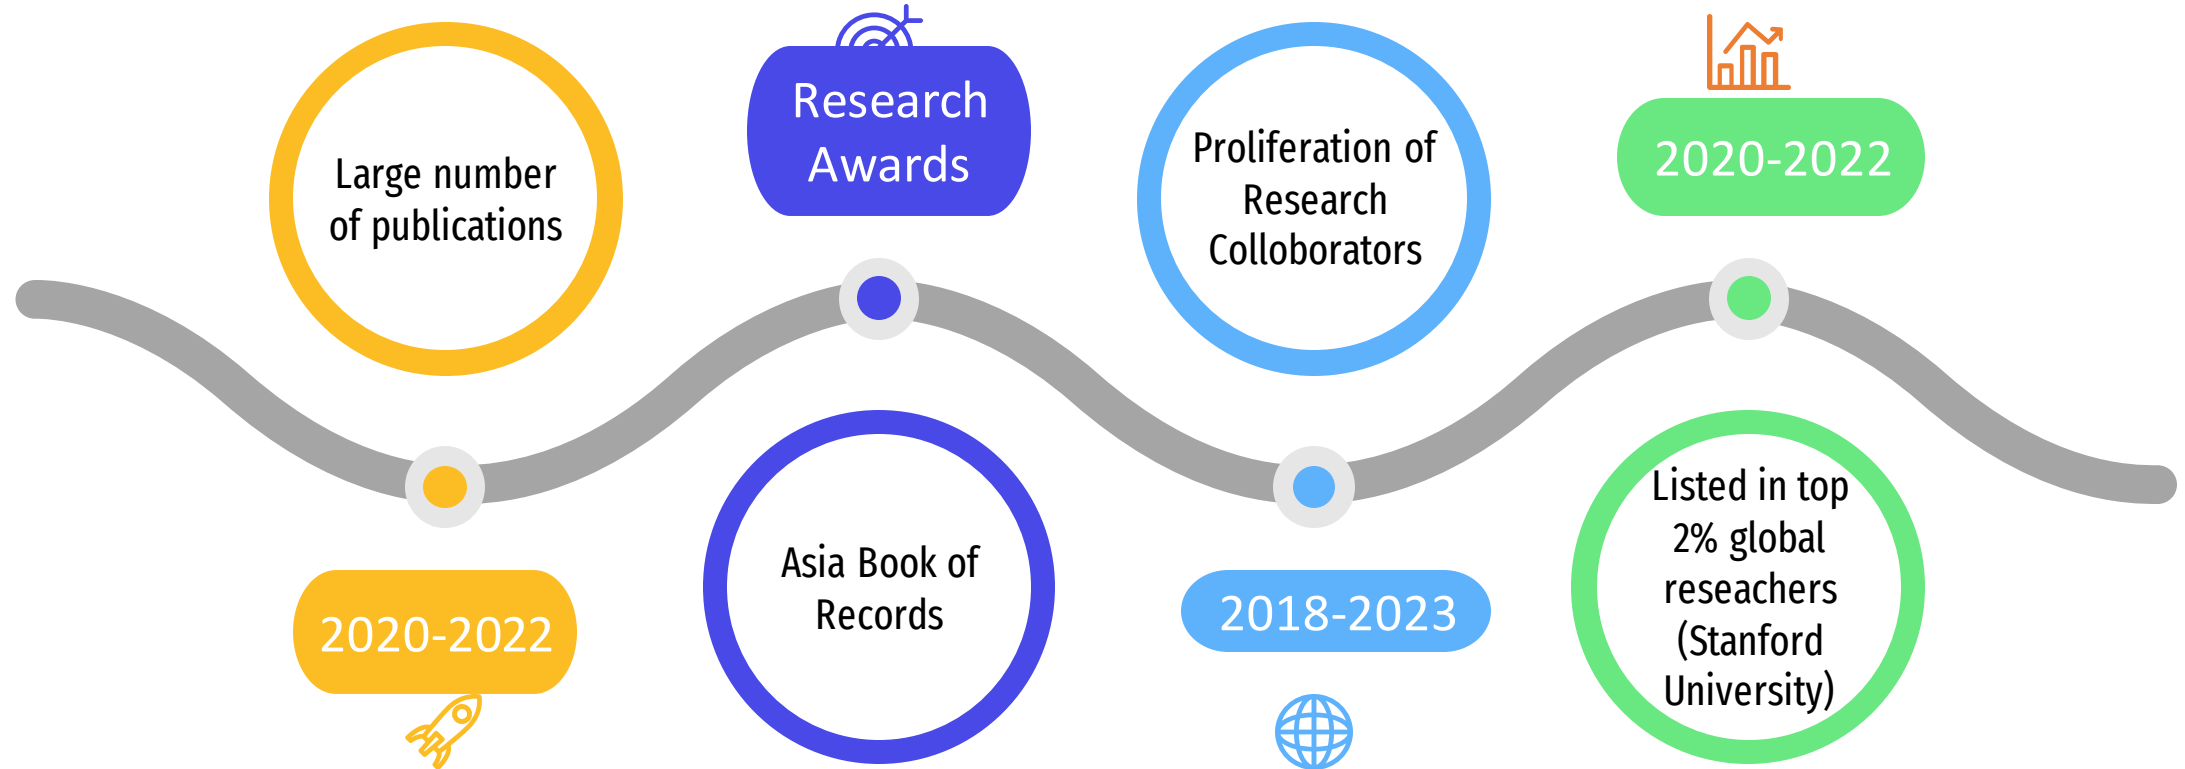 Large number
of publications
2020-2022
Research
Awards
Asia Book of
Records
Proliferation of
Research
Colloborators
2018-2023
2020-2022
Listed in top
2% global
reseachers
(Stanford
University)